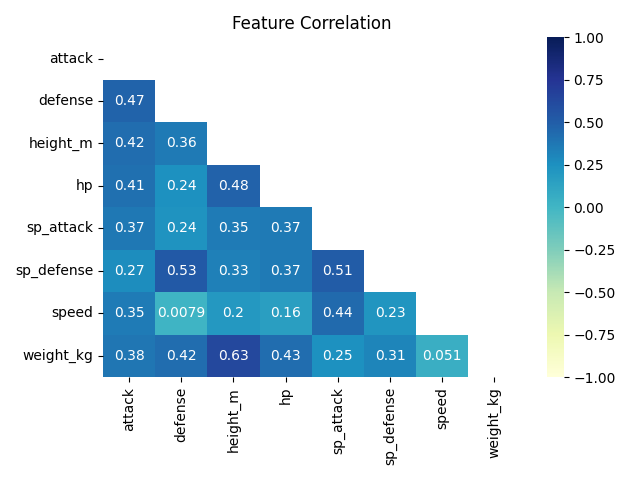 Feature Correlation
attack
defense 0.47
height_m 0.42 0.36
hp 0.41 0.24 0.48
sp_attack 0.37 0.24 0.35 0.37
sp_defense 0.27 0.53 0.33 0.37 0.51
speed 0.35 0.0079 0.2 0.16 0.44 0.23
weight_kg 0.38 0.42 0.63 0.43 0.25 0.31 0.051
attack defense height_m hp sp_attack sp_defense speed weight_kg
1.00
0.75
0.50
0.25
0.00
−0.25
−0.50
−0.75
−1.00